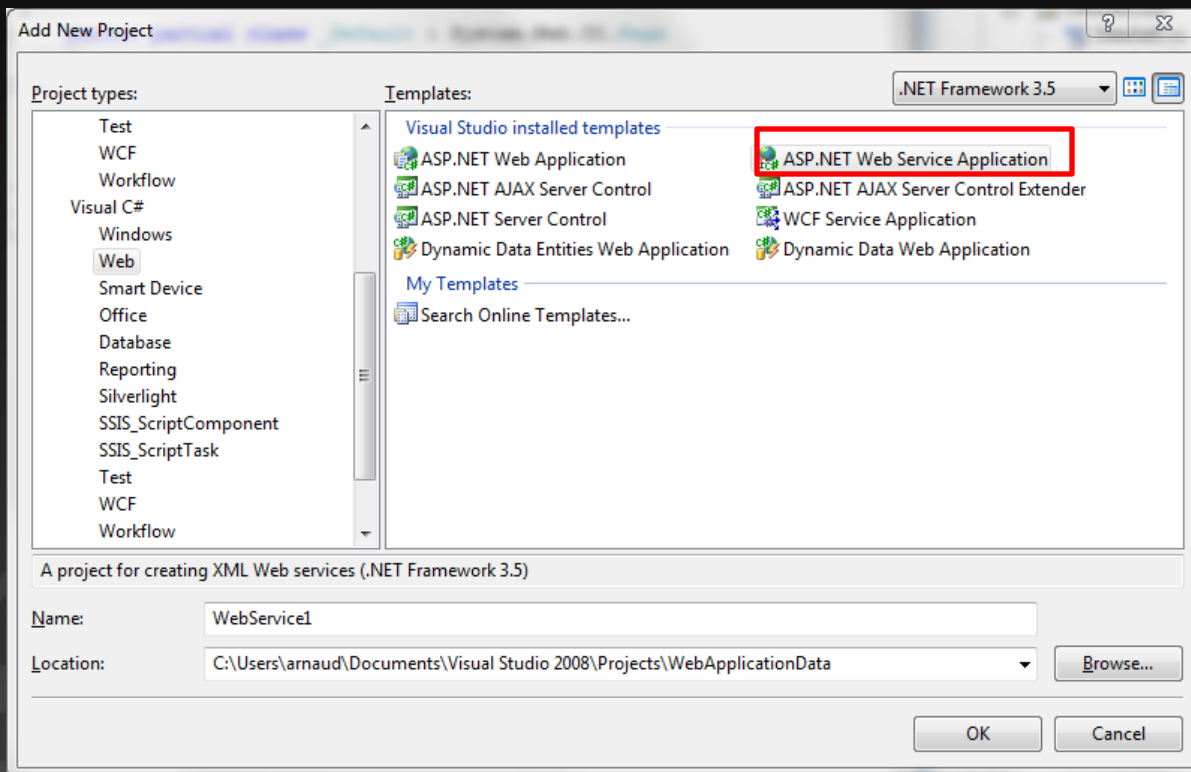 Add New Project
Project types:
Templates:
.NET Framework 3.5
Test
WCF
Workflow
Visual C#
Windows
Web
Smart Device
Office
Database
Reporting
Silverlight
SSIS_ScriptComponent
SSIS_ScriptTask
Test
WCF
Workflow
Visual Studio installed templates
ASP.NET Web Application
ASP.NET Web Service Application
ASP.NET AJAX Server Control
ASP.NET AJAX Server Control Extender
ASP.NET Server Control
WCF Service Application
Dynamic Data Entities Web Application
Dynamic Data Web Application
My Templates
Search Online Templates...
A project for creating XML Web services (.NET Framework 3.5)
Name:
WebService1
Location:
C:\Users\arnaud\Documents\Visual Studio 2008\Projects\WebApplicationData
Browse...
OK
Cancel